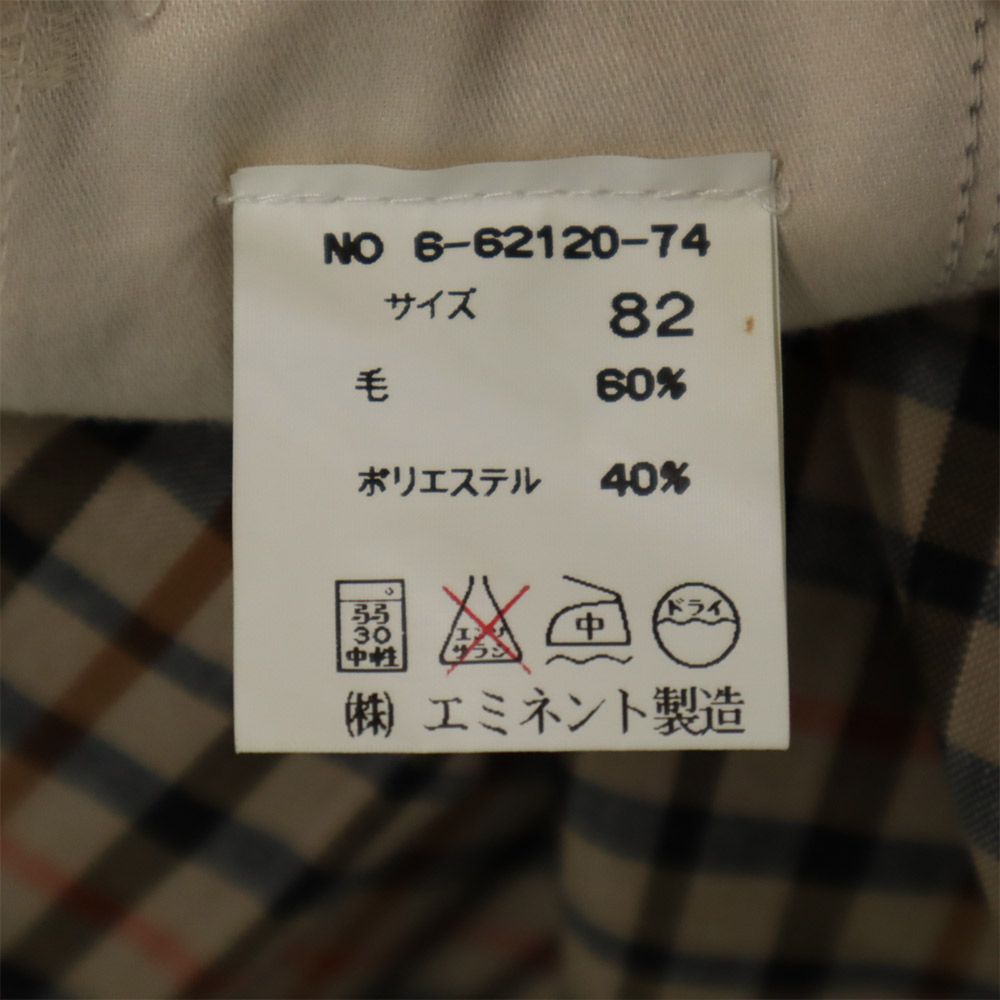 NO 6-62120-74
サイズ 82
毛 60%
ポリエステル 40%
弱 30 中性 エンソ サラシ 中 ドライ
(株) エミネント製造